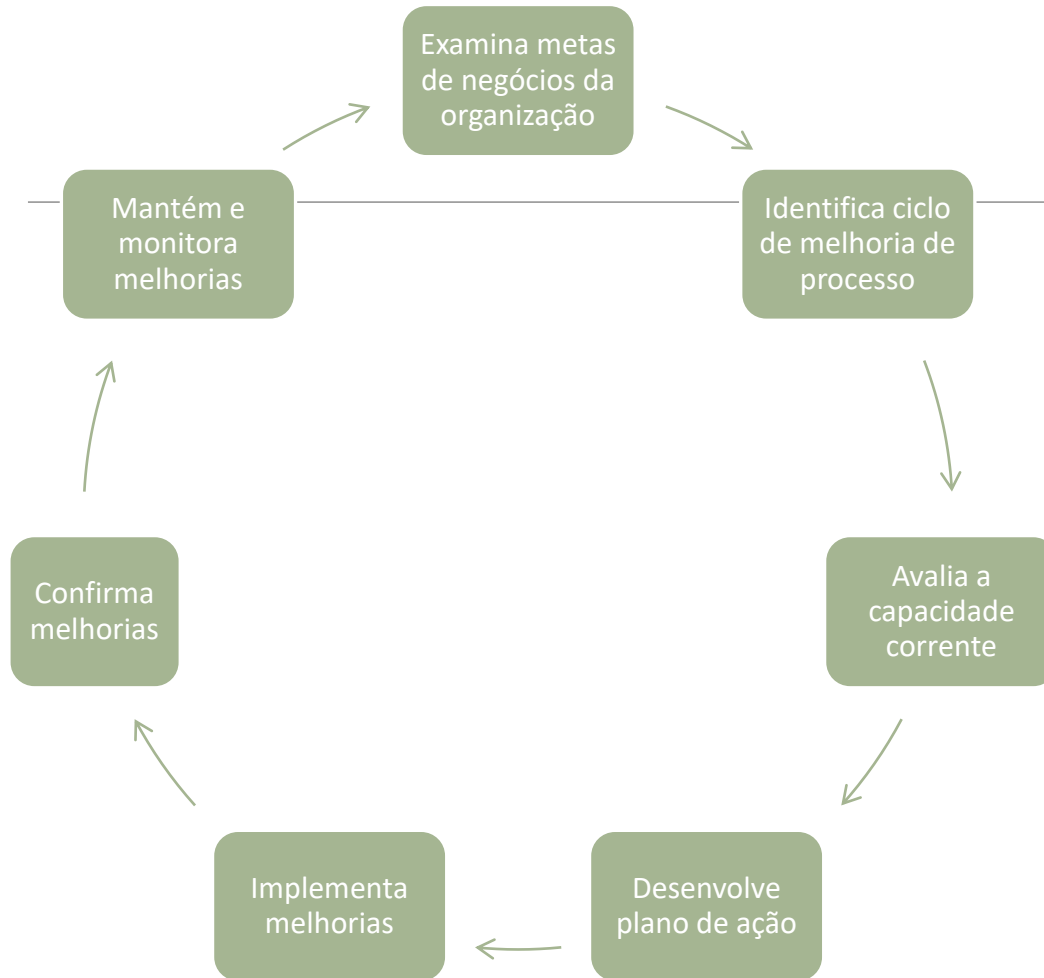 Examina metas
de negócios da
organização
Identifica ciclo
de melhoria de
processo
Avalia a
capacidade
corrente
Desenvolve
plano de ação
Implementa
melhorias
Confirma
melhorias
Mantém e
monitora
melhorias